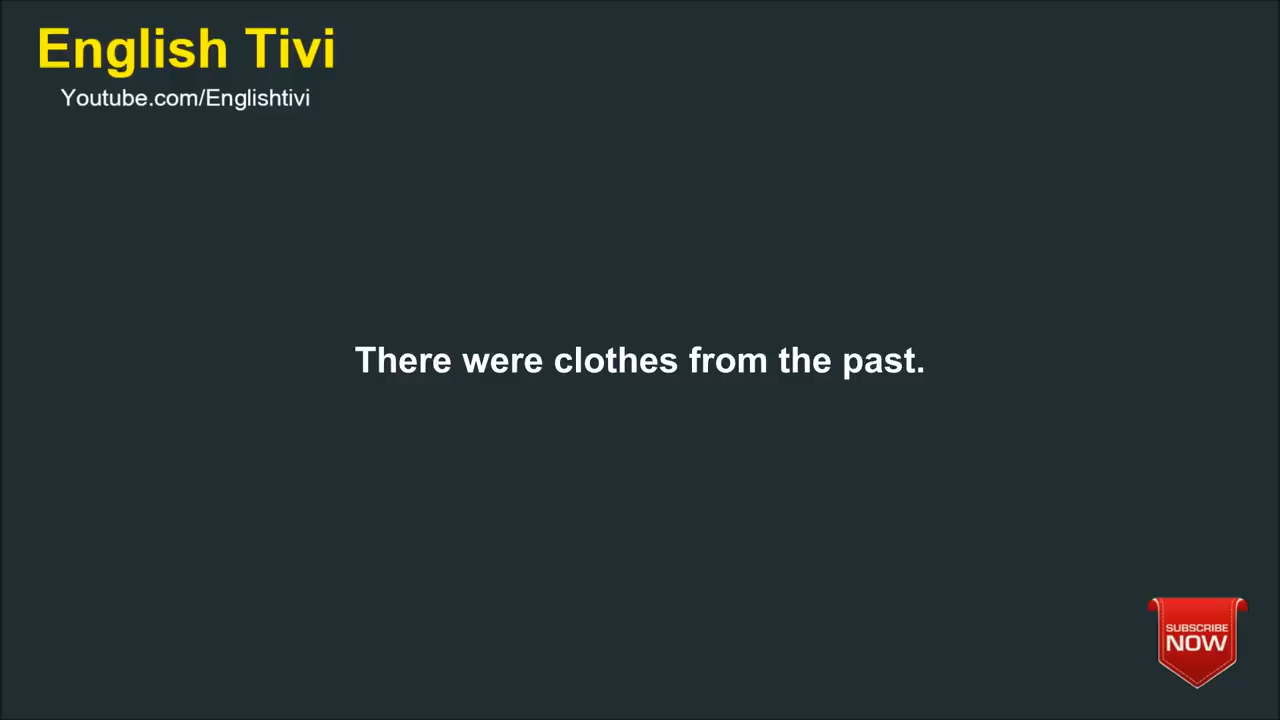 English Tivi
Youtube.com/Englishtivi
There were clothes from the past.
SUBSCRIBE
NOW